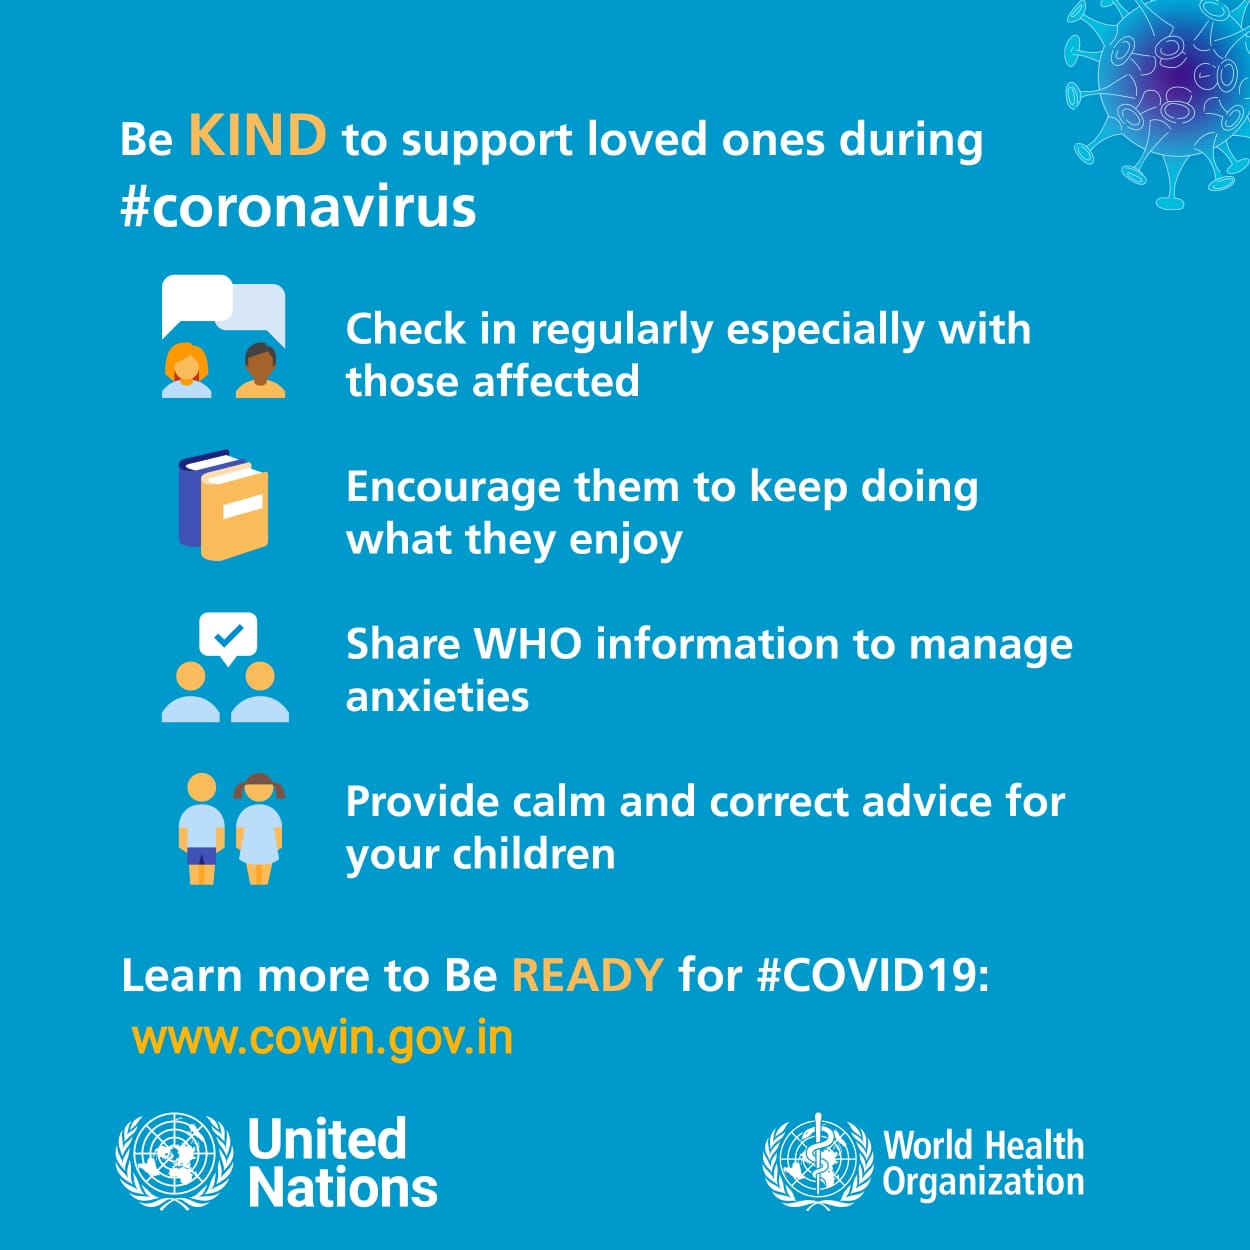 Be KIND to support loved ones during
#coronavirus
Check in regularly especially with
those affected
Encourage them to keep doing
what they enjoy
Share WHO information to manage
anxieties
Provide calm and correct advice for
your children
Learn more to Be READY for #COVID19:
www.cowin.gov.in
United
Nations
World Health
Organization